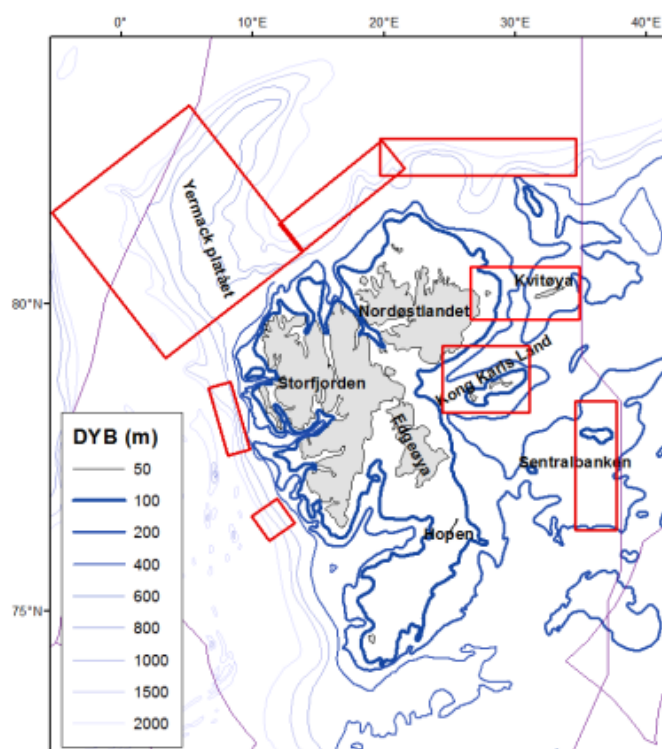 0°
10°E
20°E
30°E
40°E
Yermack platået
80°N
Kvitøya
Nordøstlandet
Kong Karls Land
Storfjorden
Edgeøya
Sentralbanken
Hopen
75°N
DYB (m)
50
100
200
400
600
800
1000
1500
2000